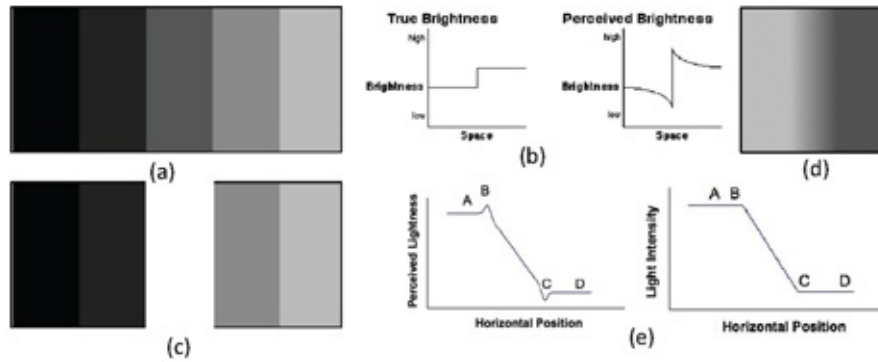 True Brightness
high
Brightness
low
Space
Perceived Brightness
high
Brightness
low
Space
(a)
(b)
(d)
Perceived Lightness
A
B
C
D
Horizontal Position
Light Intensity
A B
C D
Horizontal Position
(c)
(e)